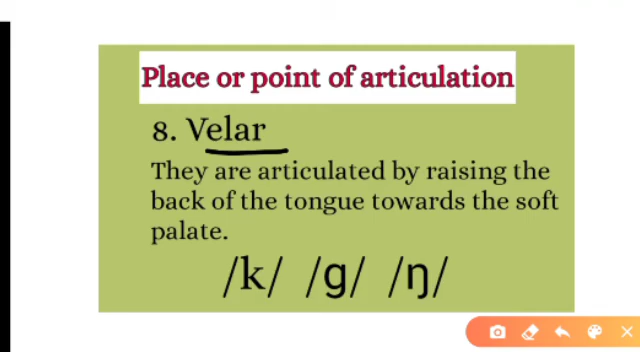 Place or point of articulation
8. Velar
They are articulated by raising the
back of the tongue towards the soft
palate.
/k/ /g/ /ŋ/